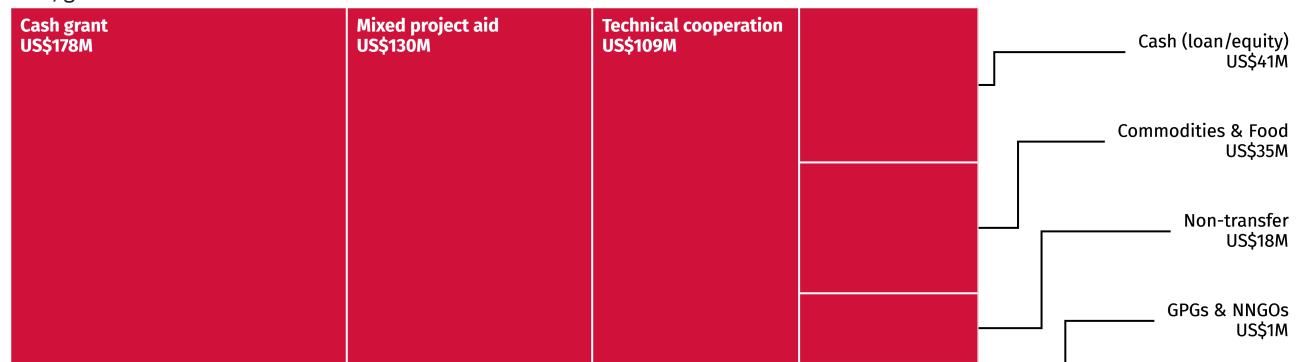 Cash grant
US$178M
Mixed project aid
US$130M
Technical cooperation
US$109M
Cash (loan/equity)
US$41M
Commodities & Food
US$35M
Non-transfer
US$18M
GPGs & NNGOs
US$1M